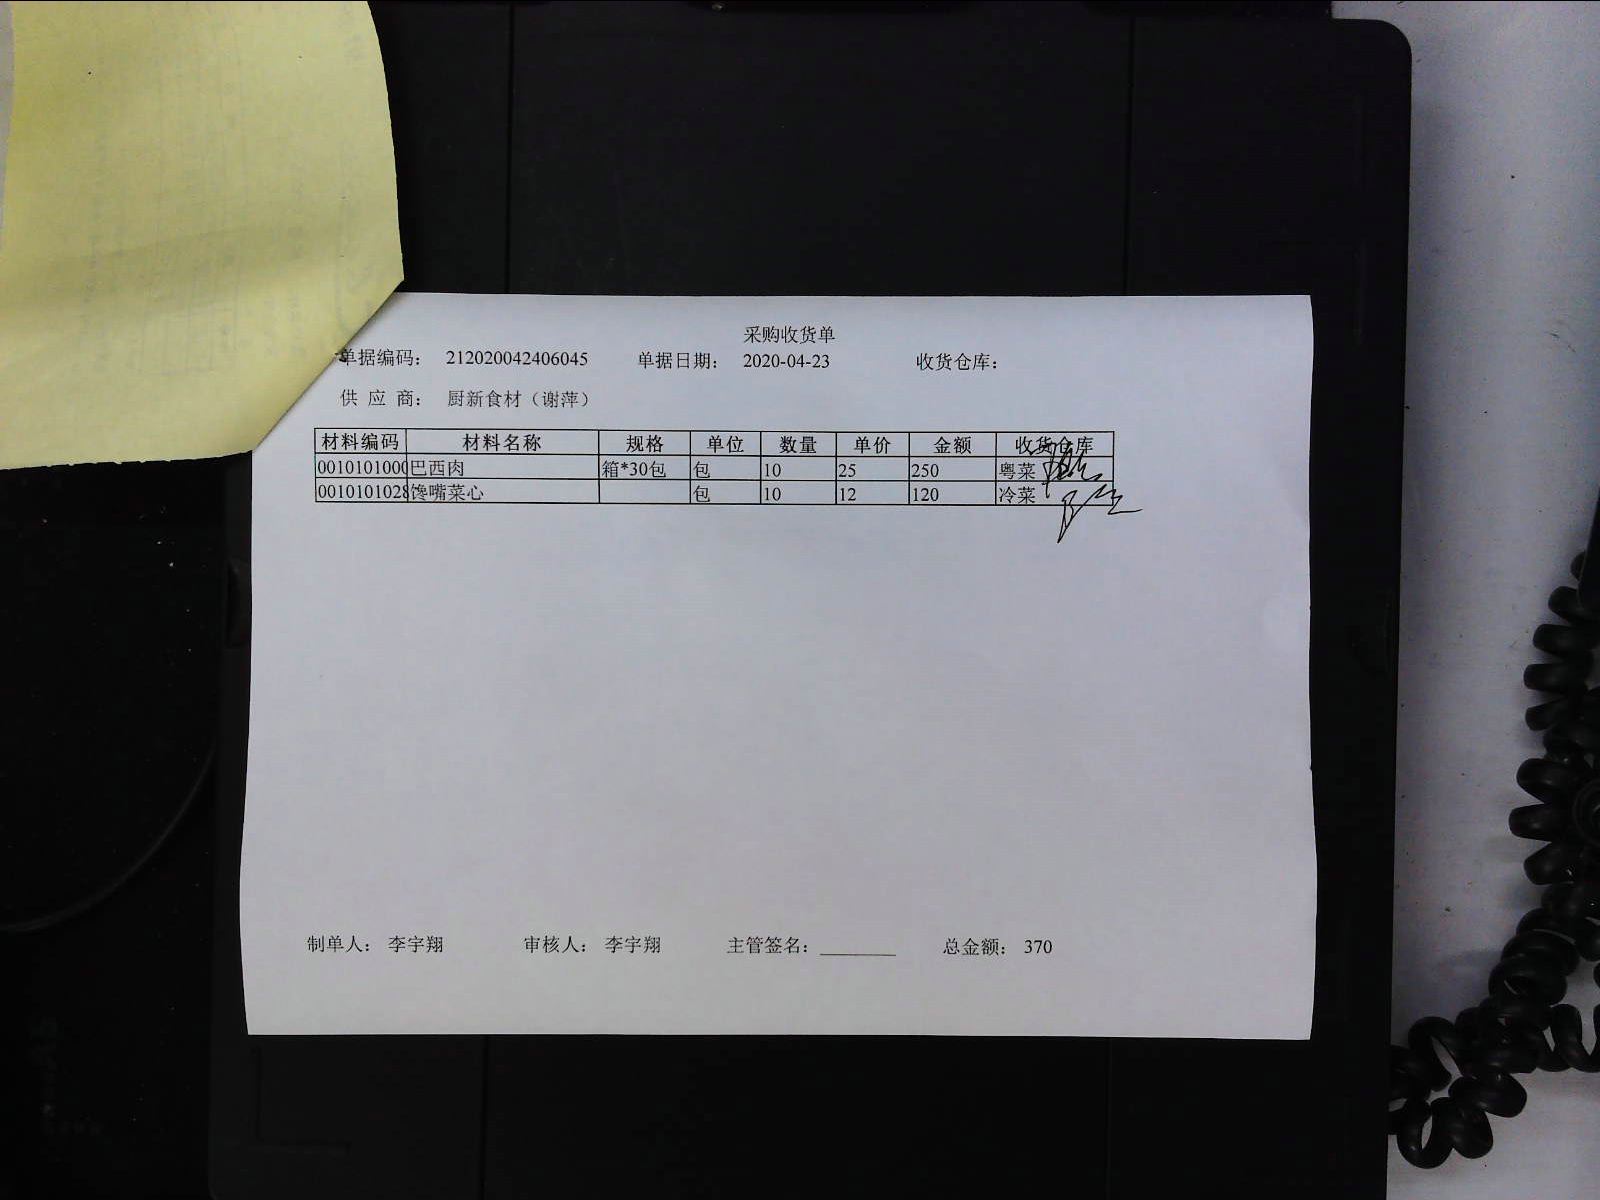 采购收货单
单据编码： 212020042406045 单据日期： 2020-04-23 收货仓库：
供 应 商： 厨新食材（谢萍）
材料编码 材料名称 规格 单位 数量 单价 金额 收货仓库
0010101000 巴西肉 箱*30包 包 10 25 250 粤菜
0010101028 馋嘴菜心 包 10 12 120 冷菜
制单人： 李宇翔 审核人： 李宇翔 主管签名： 总金额： 370